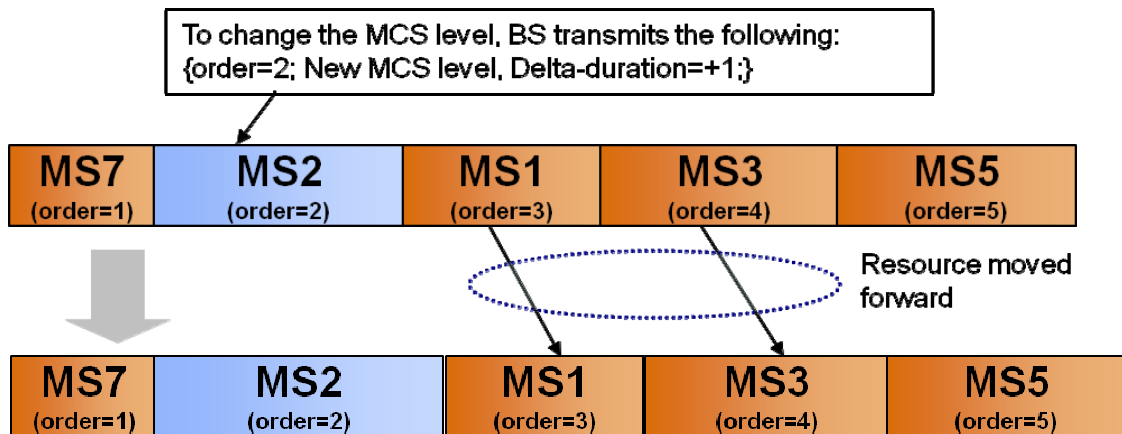 To change the MCS level, BS transmits the following:
{order=2; New MCS level, Delta-duration=+1;}
MS7 MS2 MS1 MS3 MS5
(order=1) (order=2) (order=3) (order=4) (order=5)
Resource moved
forward
MS7 MS2 MS1 MS3 MS5
(order=1) (order=2) (order=3) (order=4) (order=5)